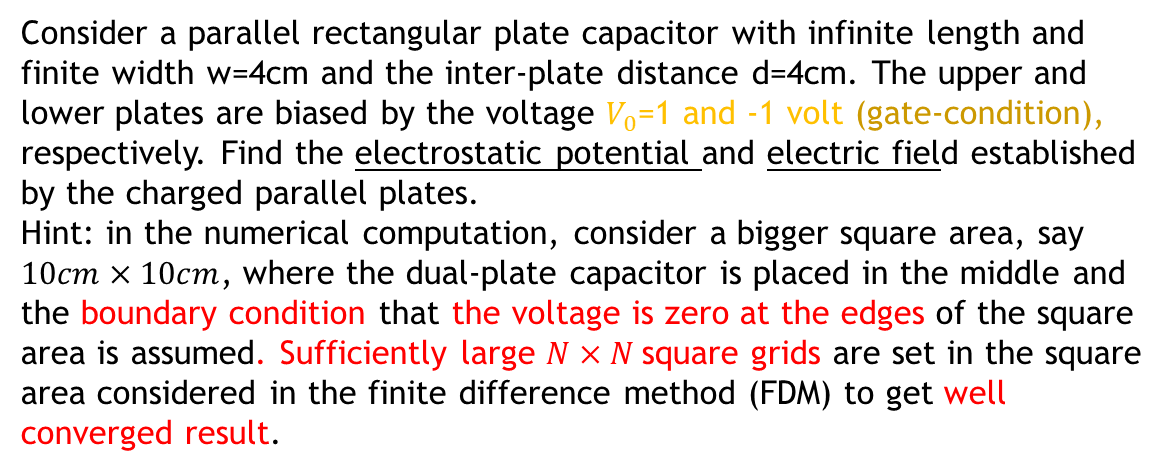 Consider a parallel rectangular plate capacitor with infinite length and
finite width w=4cm and the inter-plate distance d=4cm. The upper and
lower plates are biased by the voltage V₀=1 and -1 volt (gate-condition),
respectively. Find the electrostatic potential and electric field established
by the charged parallel plates.
Hint: in the numerical computation, consider a bigger square area, say
10cm × 10cm, where the dual-plate capacitor is placed in the middle and
the boundary condition that the voltage is zero at the edges of the square
area is assumed. Sufficiently large N × N square grids are set in the square
area considered in the finite difference method (FDM) to get well
converged result.